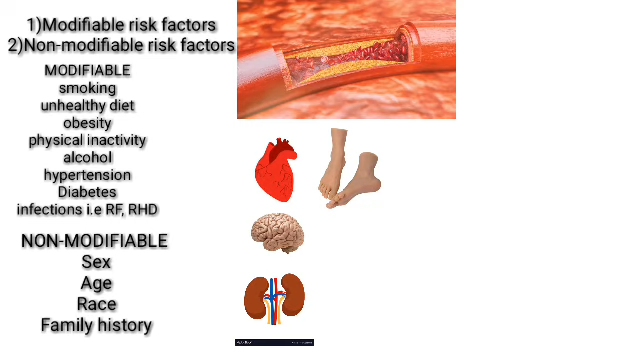 1)Modifiable risk factors
2)Non-modifiable risk factors
MODIFIABLE
smoking
unhealthy diet
obesity
physical inactivity
alcohol
hypertension
Diabetes
infections i.e RF, RHD
NON-MODIFIABLE
Sex
Age
Race
Family history